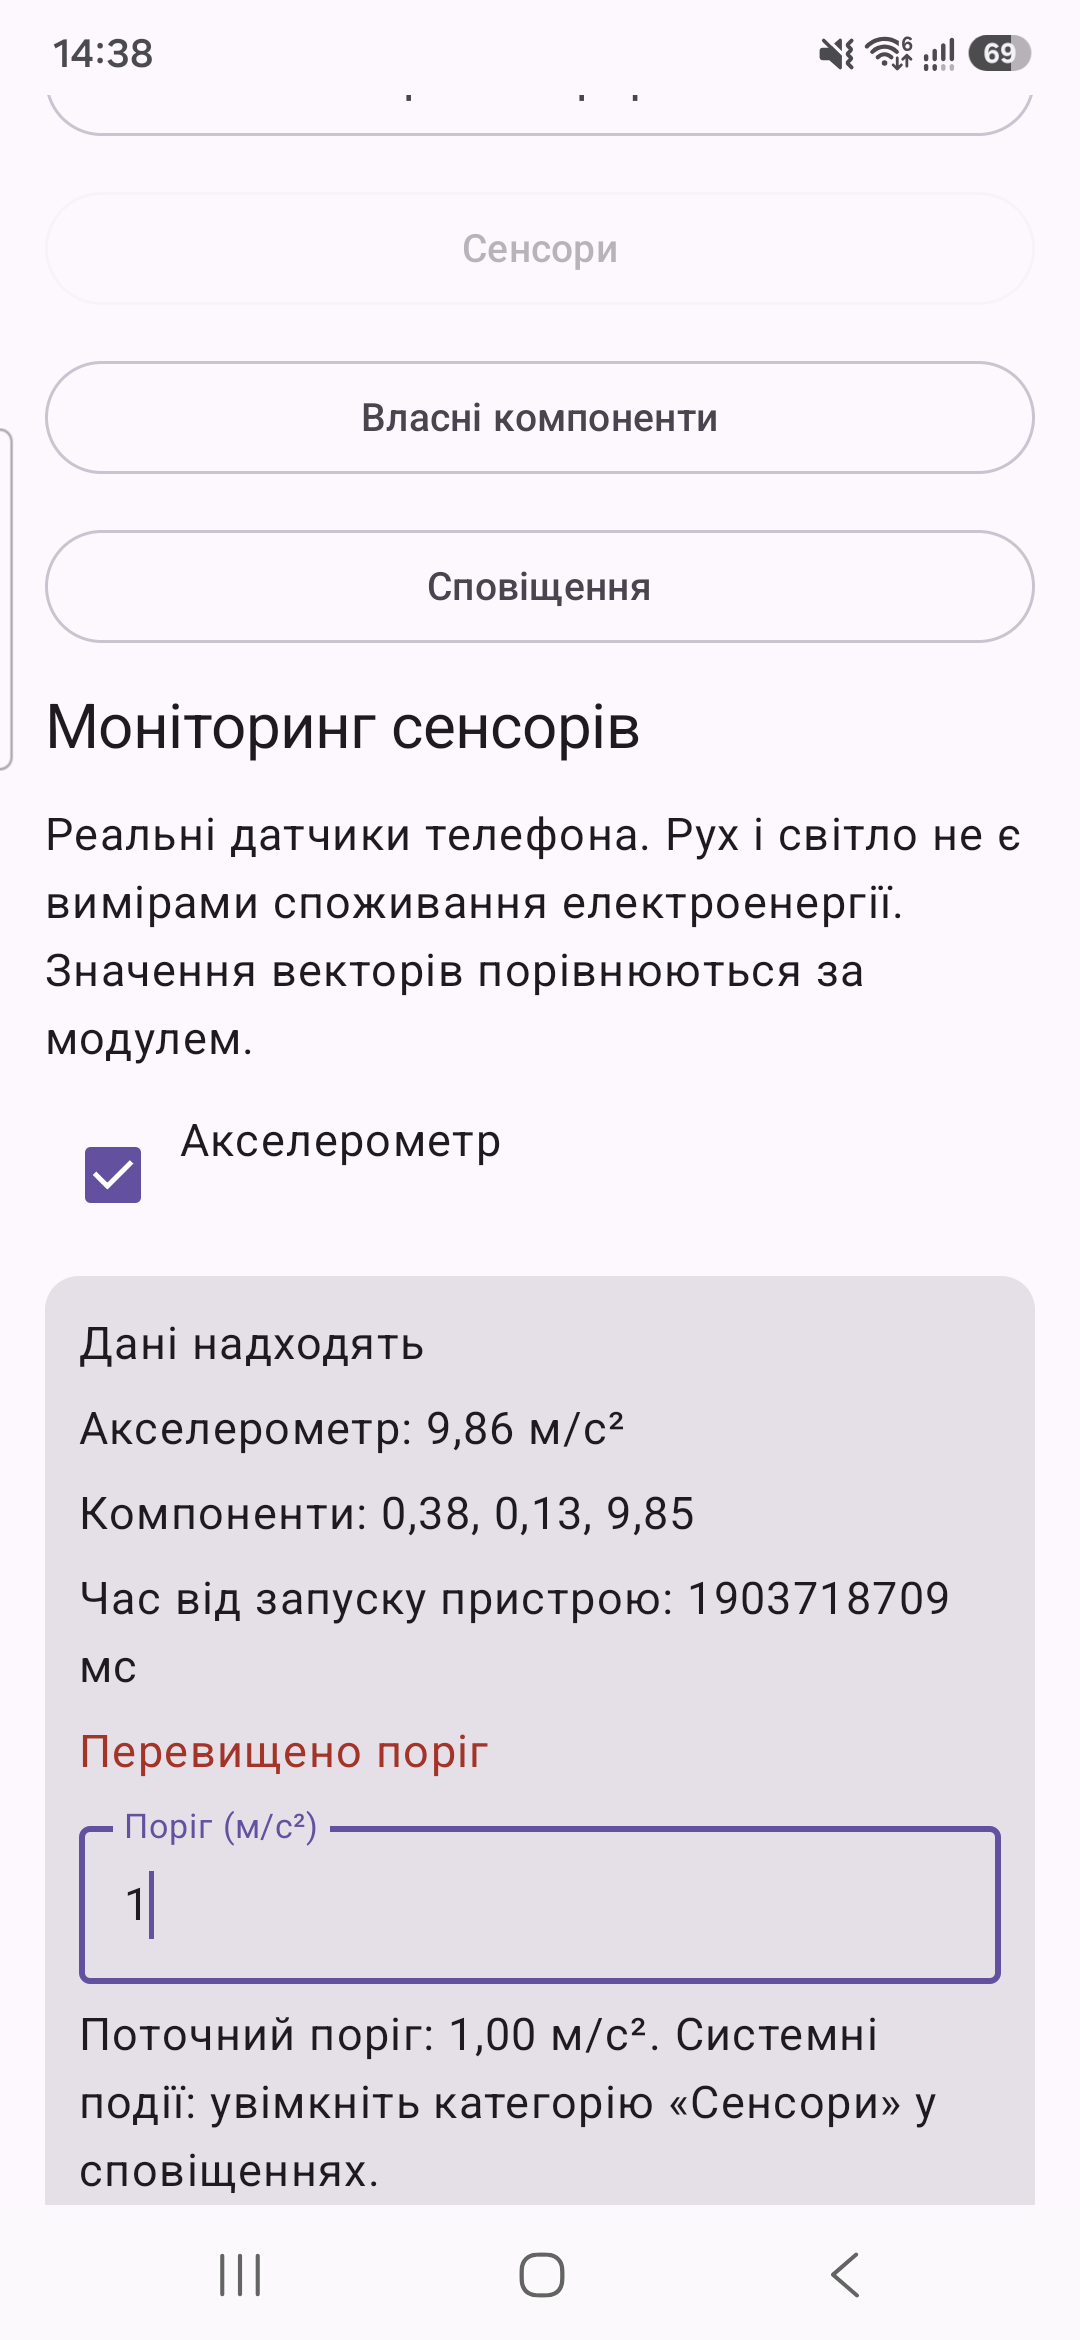 14:38
6
69
Сенсори
Власні компоненти
Сповіщення
Моніторинг сенсорів
Реальні датчики телефона. Рух і світло не є
вимірами споживання електроенергії.
Значення векторів порівнюються за
модулем.
Акселерометр
Дані надходять
Акселерометр: 9,86 м/с²
Компоненти: 0,38, 0,13, 9,85
Час від запуску пристрою: 1903718709
мс
Перевищено поріг
Поріг (м/с²)
1
Поточний поріг: 1,00 м/с². Системні
події: увімкніть категорію «Сенсори» у
сповіщеннях.